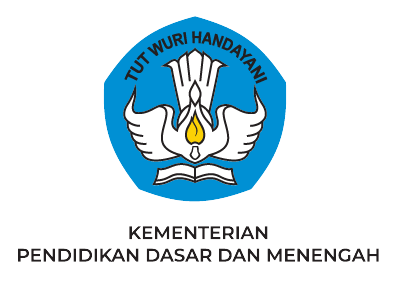 TUT WURI HANDAYANI
KEMENTERIAN
PENDIDIKAN DASAR DAN MENENGAH